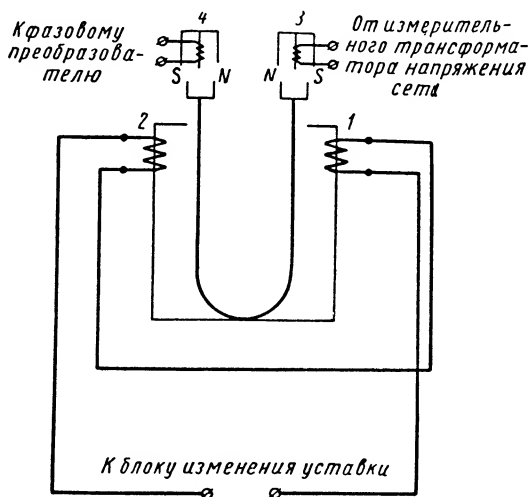 К фазовому
преобразова-
телю
4
S N
3
N S
От измеритель-
ного трансформа-
тора напряжения
сети
2
1
К блоку изменения уставки